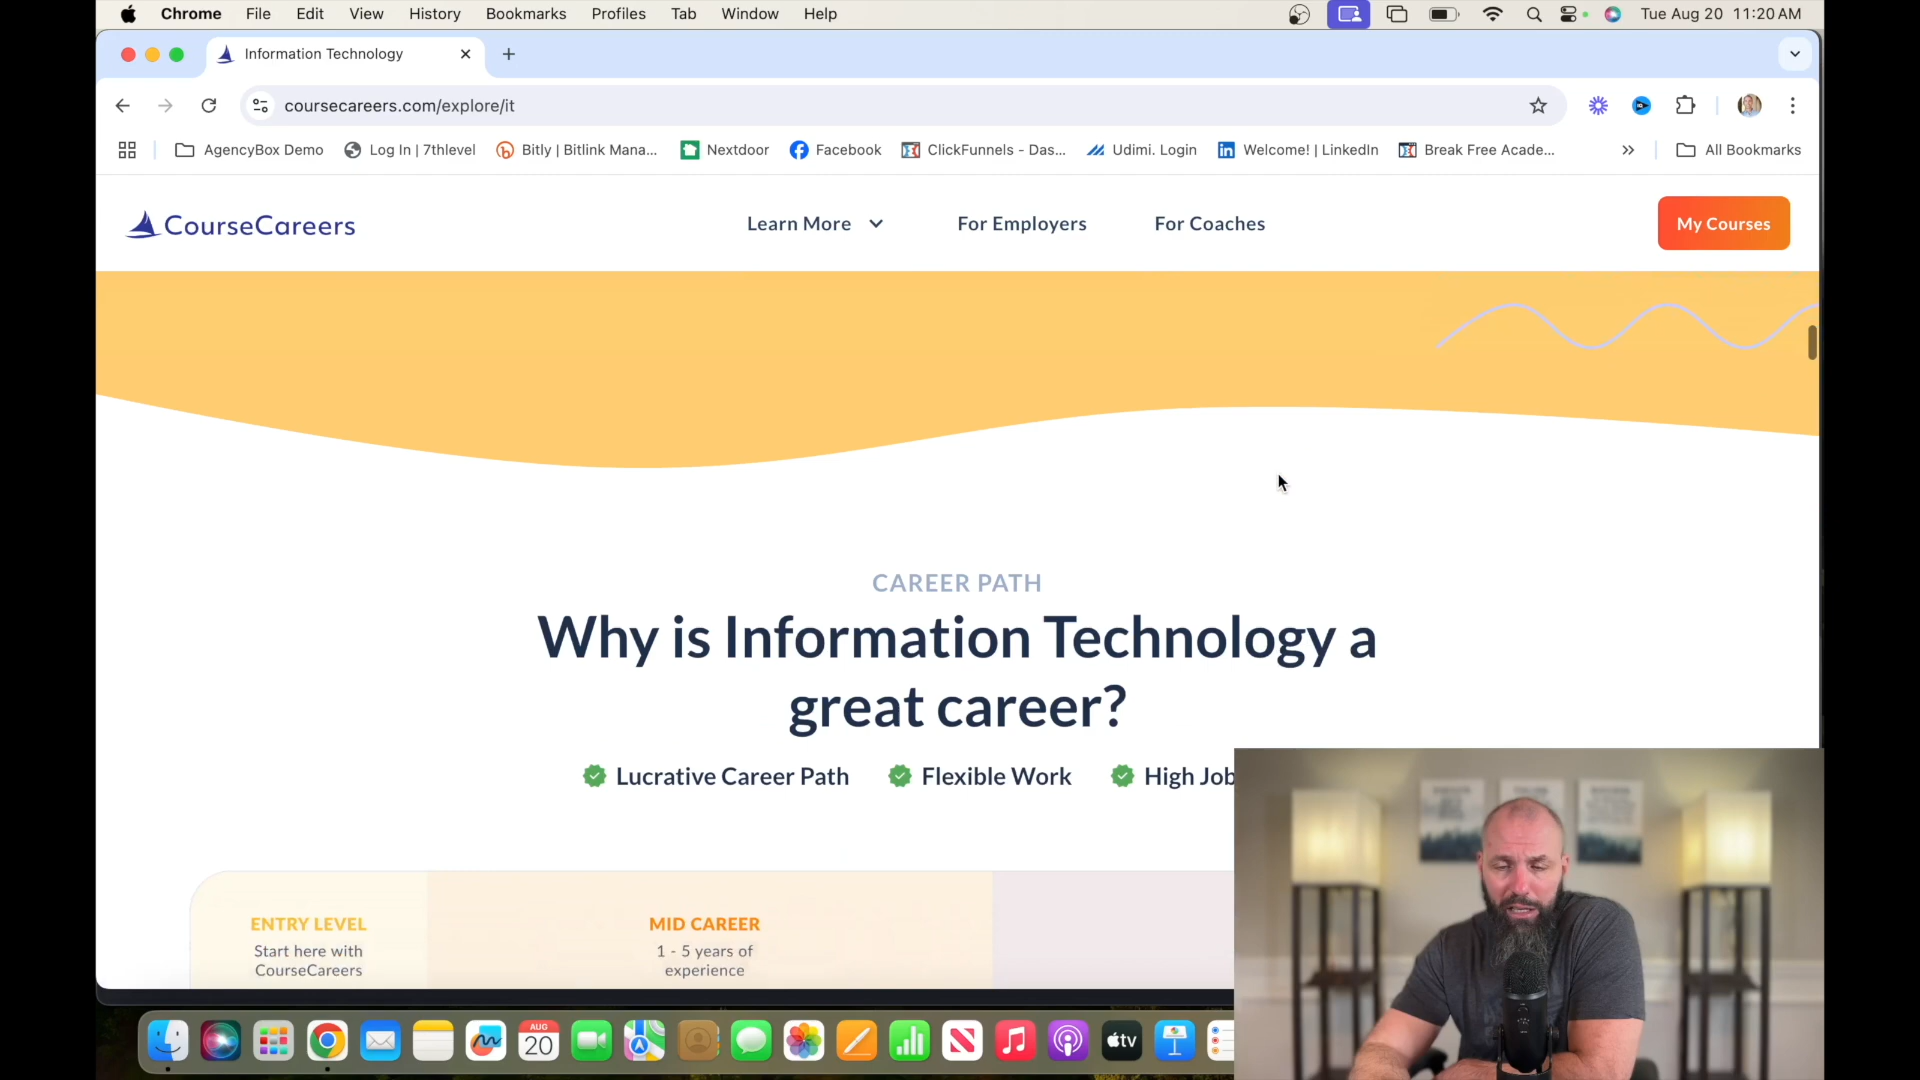 Chrome File Edit View History Bookmarks Profiles Tab Window Help Tue Aug 20 11:20 AM
Information Technology
coursecareers.com/explore/it
AgencyBox Demo Log In | 7thlevel Bitly | Bitlink Mana... Nextdoor Facebook ClickFunnels - Das... Udimi. Login Welcome! | LinkedIn Break Free Acade... All Bookmarks
CourseCareers Learn More For Employers For Coaches My Courses
CAREER PATH
Why is Information Technology a
great career?
Lucrative Career Path Flexible Work High Job
ENTRY LEVEL
Start here with
CourseCareers
MID CAREER
1 - 5 years of
experience
AUG
20
tv